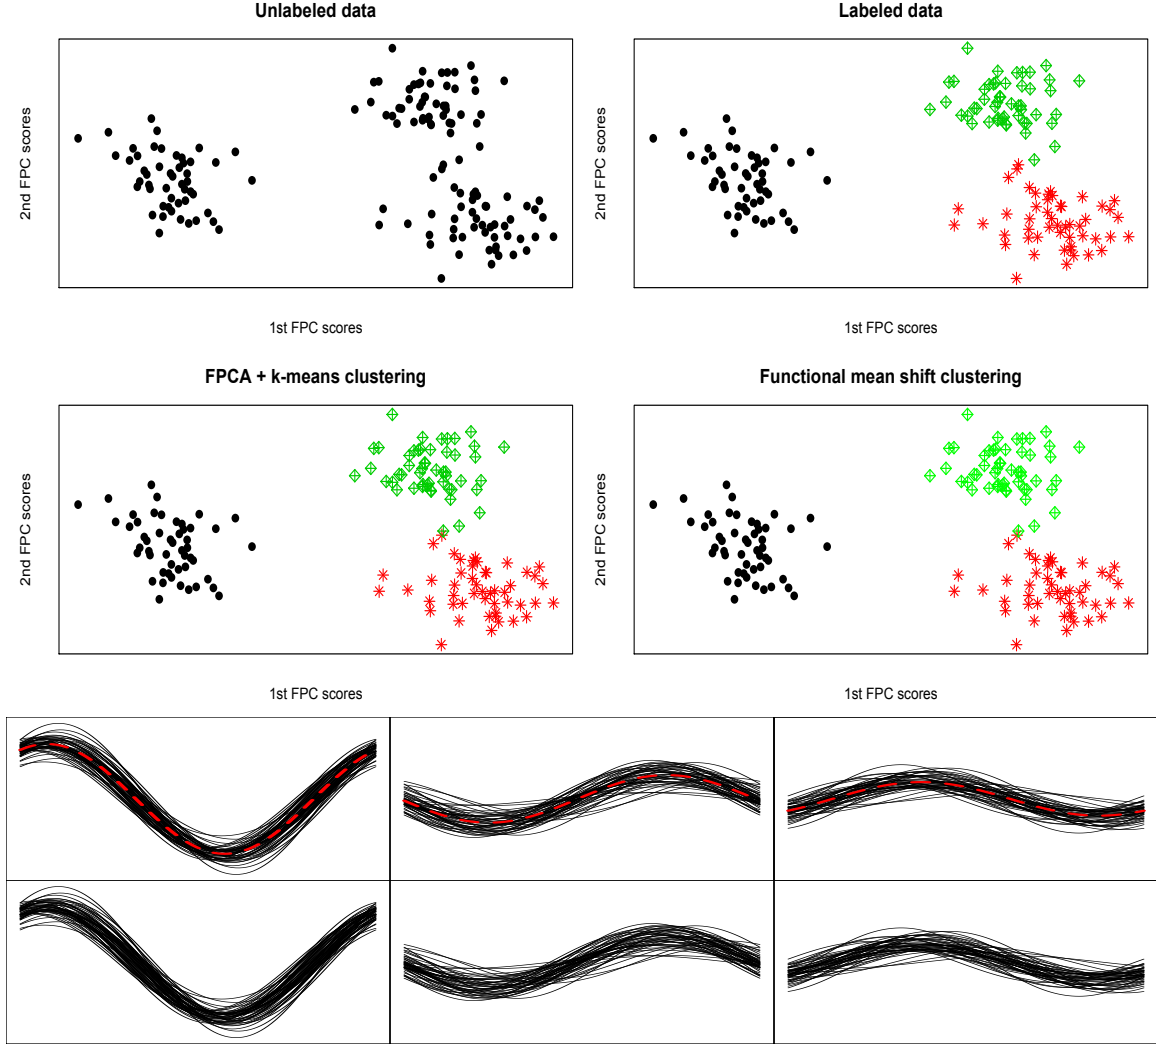 Unlabeled data
Labeled data
2nd FPC scores
2nd FPC scores
1st FPC scores
1st FPC scores
FPCA + k-means clustering
Functional mean shift clustering
2nd FPC scores
2nd FPC scores
1st FPC scores
1st FPC scores